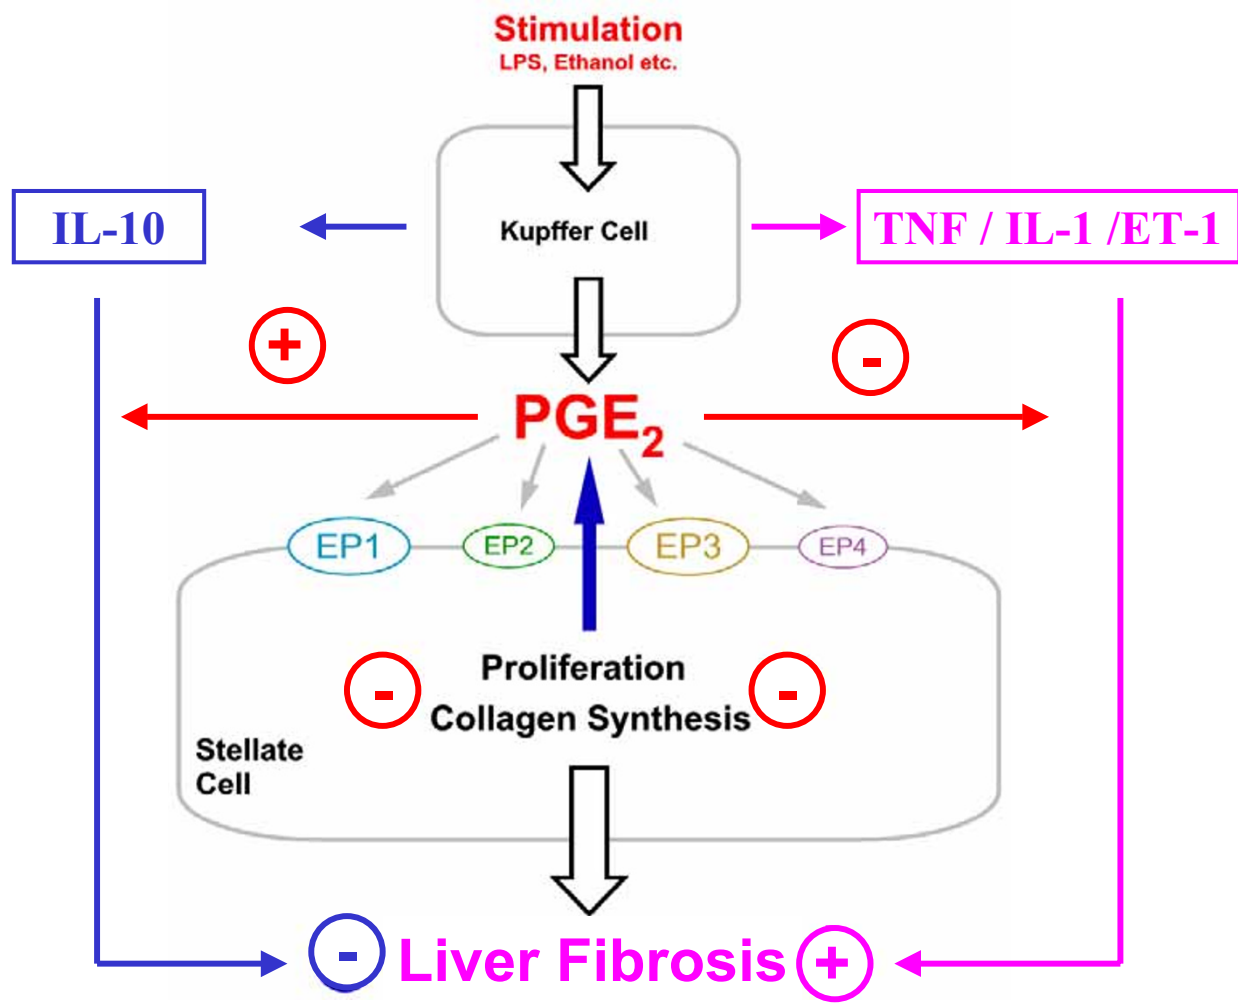 Stimulation
LPS, Ethanol etc.
IL-10
Kupffer Cell
TNF / IL-1 /ET-1
+
-
PGE₂
EP1
EP2
EP3
EP4
Proliferation
-
-
Collagen Synthesis
Stellate
Cell
-
Liver Fibrosis
+